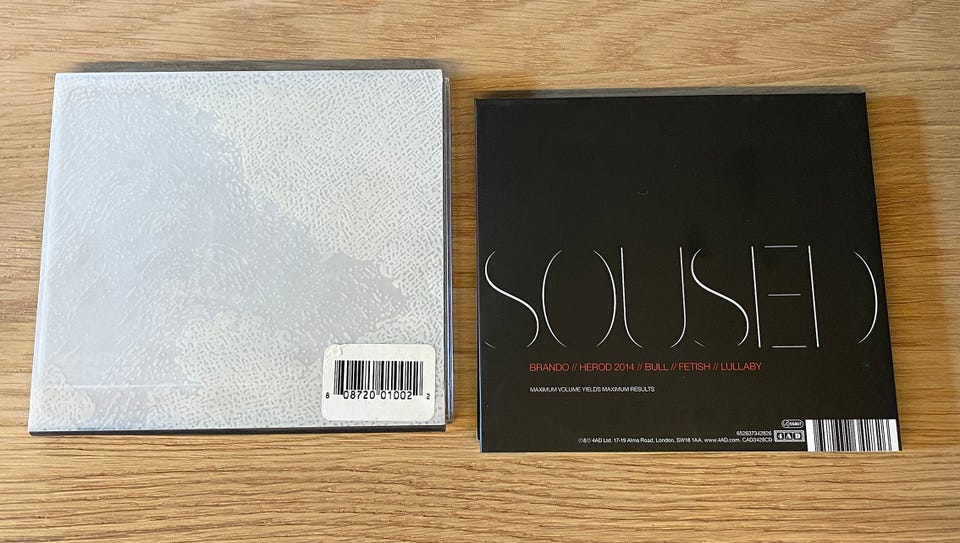 8 08720 01002 2
SOUSED
BRANDO // HEROD 2014 // BULL // FETISH // LULLABY
MAXIMUM VOLUME YIELDS MAXIMUM RESULTS
652637342826
℗&© 4AD Ltd. 17-19 Alma Road, London, SW18 1AA, www.4AD.com, CAD3428CD
4AD